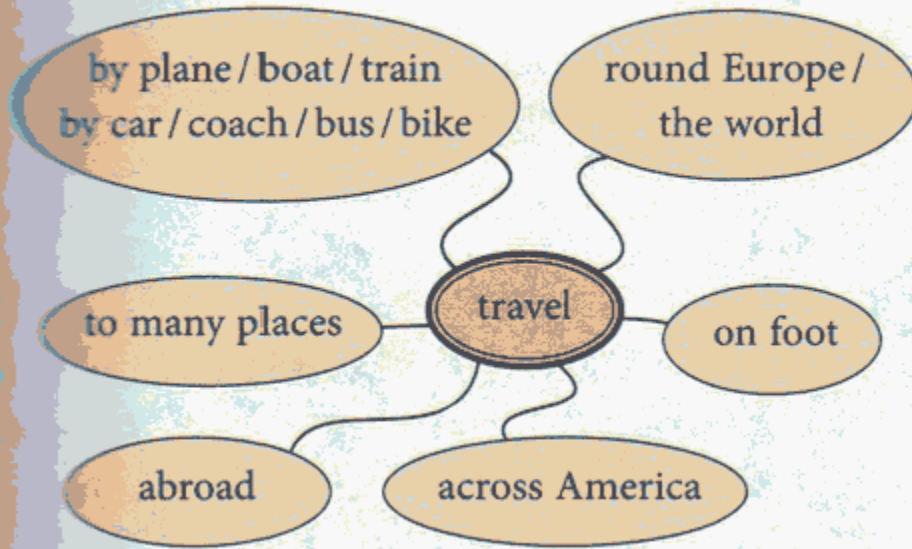 by plane / boat / train
by car / coach / bus / bike
round Europe /
the world
travel
to many places
on foot
abroad
across America